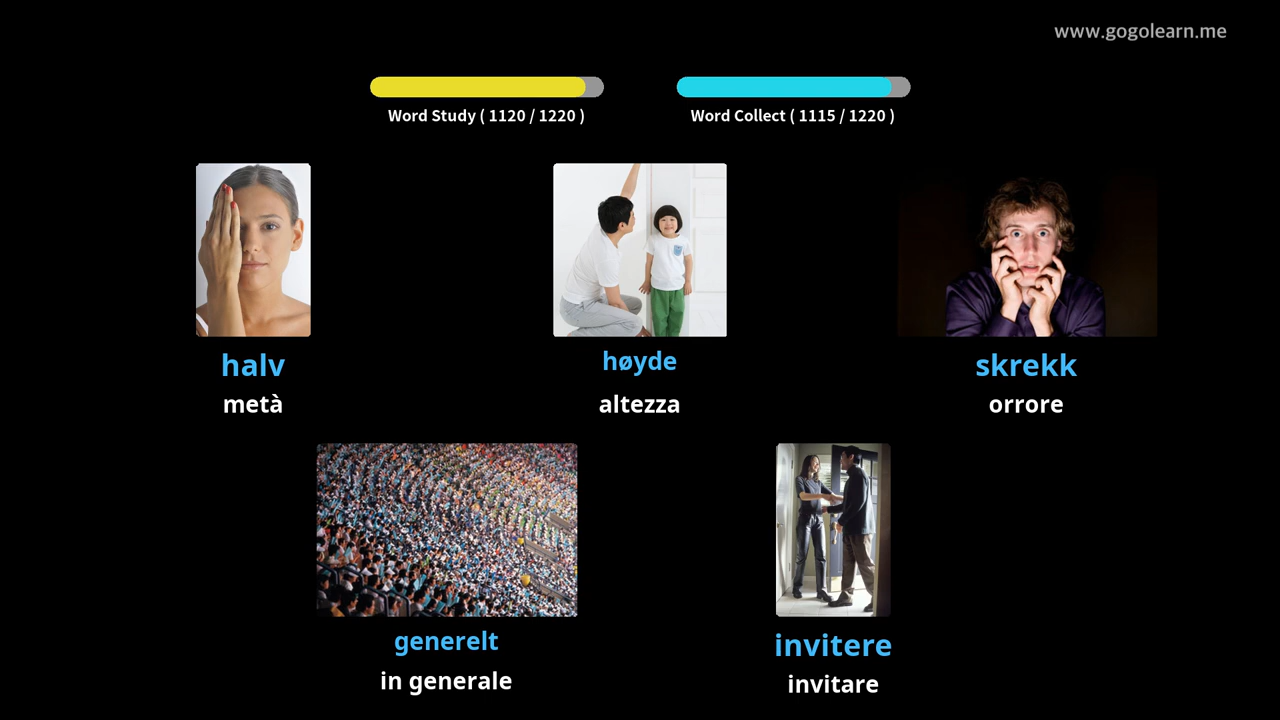 www.gogolearn.me
Word Study ( 1120 / 1220 )
Word Collect ( 1115 / 1220 )
halv
metà
høyde
altezza
skrekk
orrore
generelt
in generale
invitere
invitare